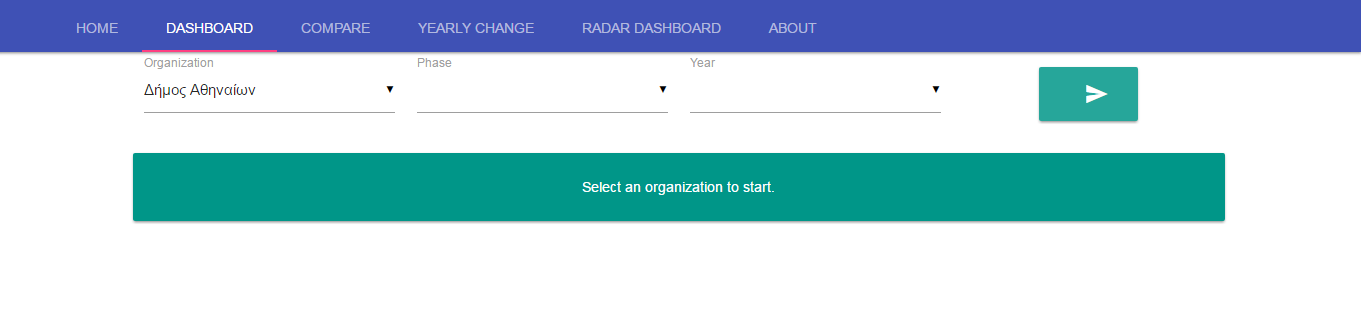 HOME DASHBOARD COMPARE YEARLY CHANGE RADAR DASHBOARD ABOUT
Organization Phase Year
Δήμος Αθηναίων
Select an organization to start.